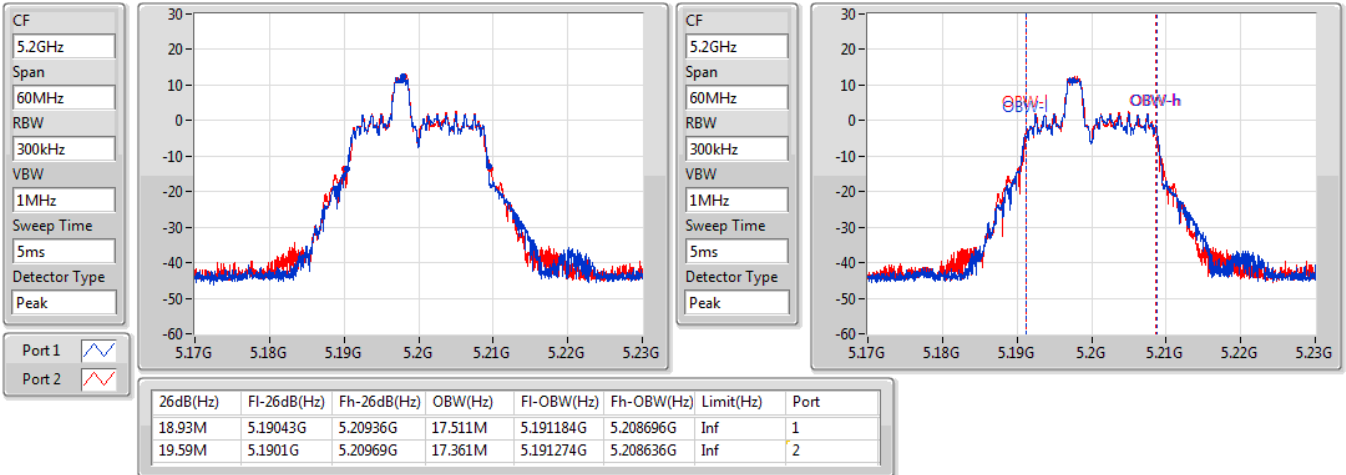 CF
5.2GHz
Span
60MHz
RBW
300kHz
VBW
1MHz
Sweep Time
5ms
Detector Type
Peak
30
20
10
0
-10
-20
-30
-40
-50
-60
5.17G 5.18G 5.19G 5.2G 5.21G 5.22G 5.23G
CF
5.2GHz
Span
60MHz
RBW
300kHz
VBW
1MHz
Sweep Time
5ms
Detector Type
Peak
30
20
10
0
-10
-20
-30
-40
-50
-60
OBW-l
OBW-l
OBW-h
OBW-h
5.17G 5.18G 5.19G 5.2G 5.21G 5.22G 5.23G
Port 1
Port 2
26dB(Hz) Fl-26dB(Hz) Fh-26dB(Hz) OBW(Hz) Fl-OBW(Hz) Fh-OBW(Hz) Limit(Hz) Port
18.93M 5.19043G 5.20936G 17.511M 5.191184G 5.208696G Inf 1
19.59M 5.1901G 5.20969G 17.361M 5.191274G 5.208636G Inf 2